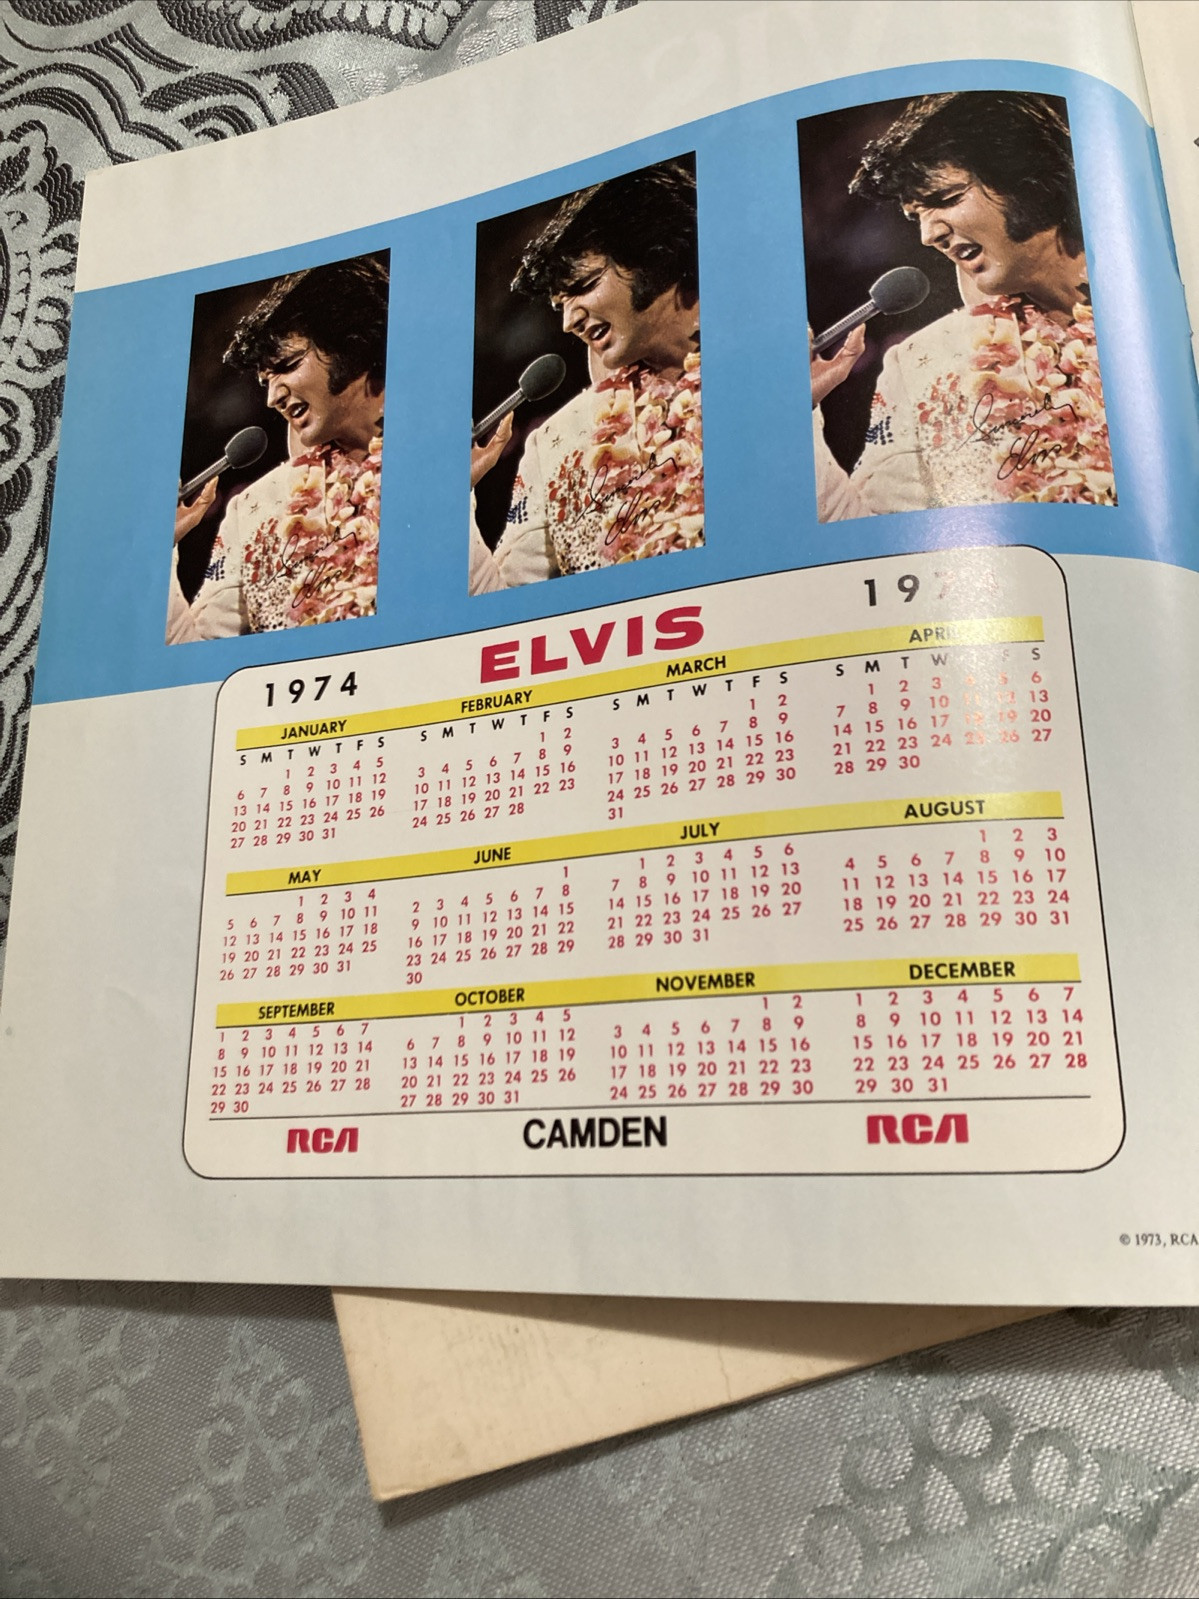 Sincerely Elvis
Sincerely Elvis
Sincerely Elvis
1974 ELVIS
JANUARY FEBRUARY MARCH
S M T W T F S
1 2 3 4 5
6 7 8 9 10 11 12
13 14 15 16 17 18 19
20 21 22 23 24 25 26
27 28 29 30 31
S M T W T F S
1 2
3 4 5 6 7 8 9
10 11 12 13 14 15 16
17 18 19 20 21 22 23
24 25 26 27 28
S M T W T F S
1 2
3 4 5 6 7 8 9
10 11 12 13 14 15 16
17 18 19 20 21 22 23
24 25 26 27 28 29 30
31
S M T W F S
1 2 3 5 6
7 8 9 10 12 13
14 15 16 17 19 20
21 22 23 24 25 26 27
28 29 30
MAY JUNE JULY AUGUST
1 2 3 4
5 6 7 8 9 10 11
12 13 14 15 16 17 18
19 20 21 22 23 24 25
26 27 28 29 30 31
1
2 3 4 5 6 7 8
9 10 11 12 13 14 15
16 17 18 19 20 21 22
23 24 25 26 27 28 29
30
1 2 3 4 5 6
7 8 9 10 11 12 13
14 15 16 17 18 19 20
21 22 23 24 25 26 27
28 29 30 31
1 2 3
4 5 6 7 8 9 10
11 12 13 14 15 16 17
18 19 20 21 22 23 24
25 26 27 28 29 30 31
SEPTEMBER OCTOBER NOVEMBER DECEMBER
1 2 3 4 5 6 7
8 9 10 11 12 13 14
15 16 17 18 19 20 21
22 23 24 25 26 27 28
29 30
1 2 3 4 5
6 7 8 9 10 11 12
13 14 15 16 17 18 19
20 21 22 23 24 25 26
27 28 29 30 31
1 2
3 4 5 6 7 8 9
10 11 12 13 14 15 16
17 18 19 20 21 22 23
24 25 26 27 28 29 30
1 2 3 4 5 6 7
8 9 10 11 12 13 14
15 16 17 18 19 20 21
22 23 24 25 26 27 28
29 30 31
RCA CAMDEN RCA
© 1973, RCA